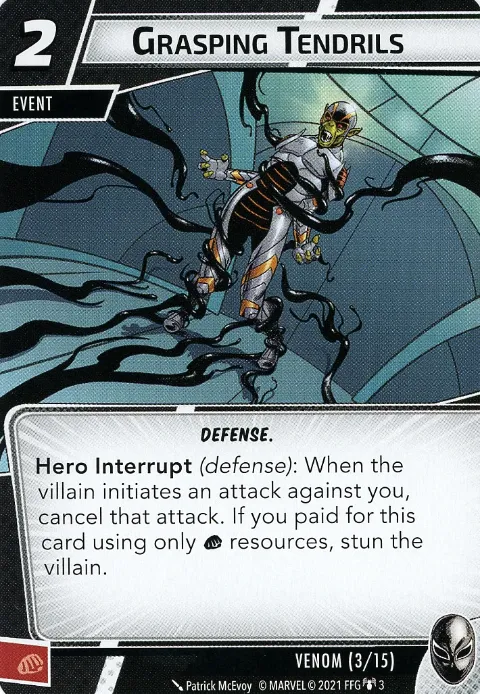 2
GRASPING TENDRILS
EVENT
DEFENSE.
Hero Interrupt (defense): When the
villain initiates an attack against you,
cancel that attack. If you paid for this
card using only resources, stun the
villain.
VENOM (3/15)
Patrick McEvoy © MARVEL © 2021 FFG 3